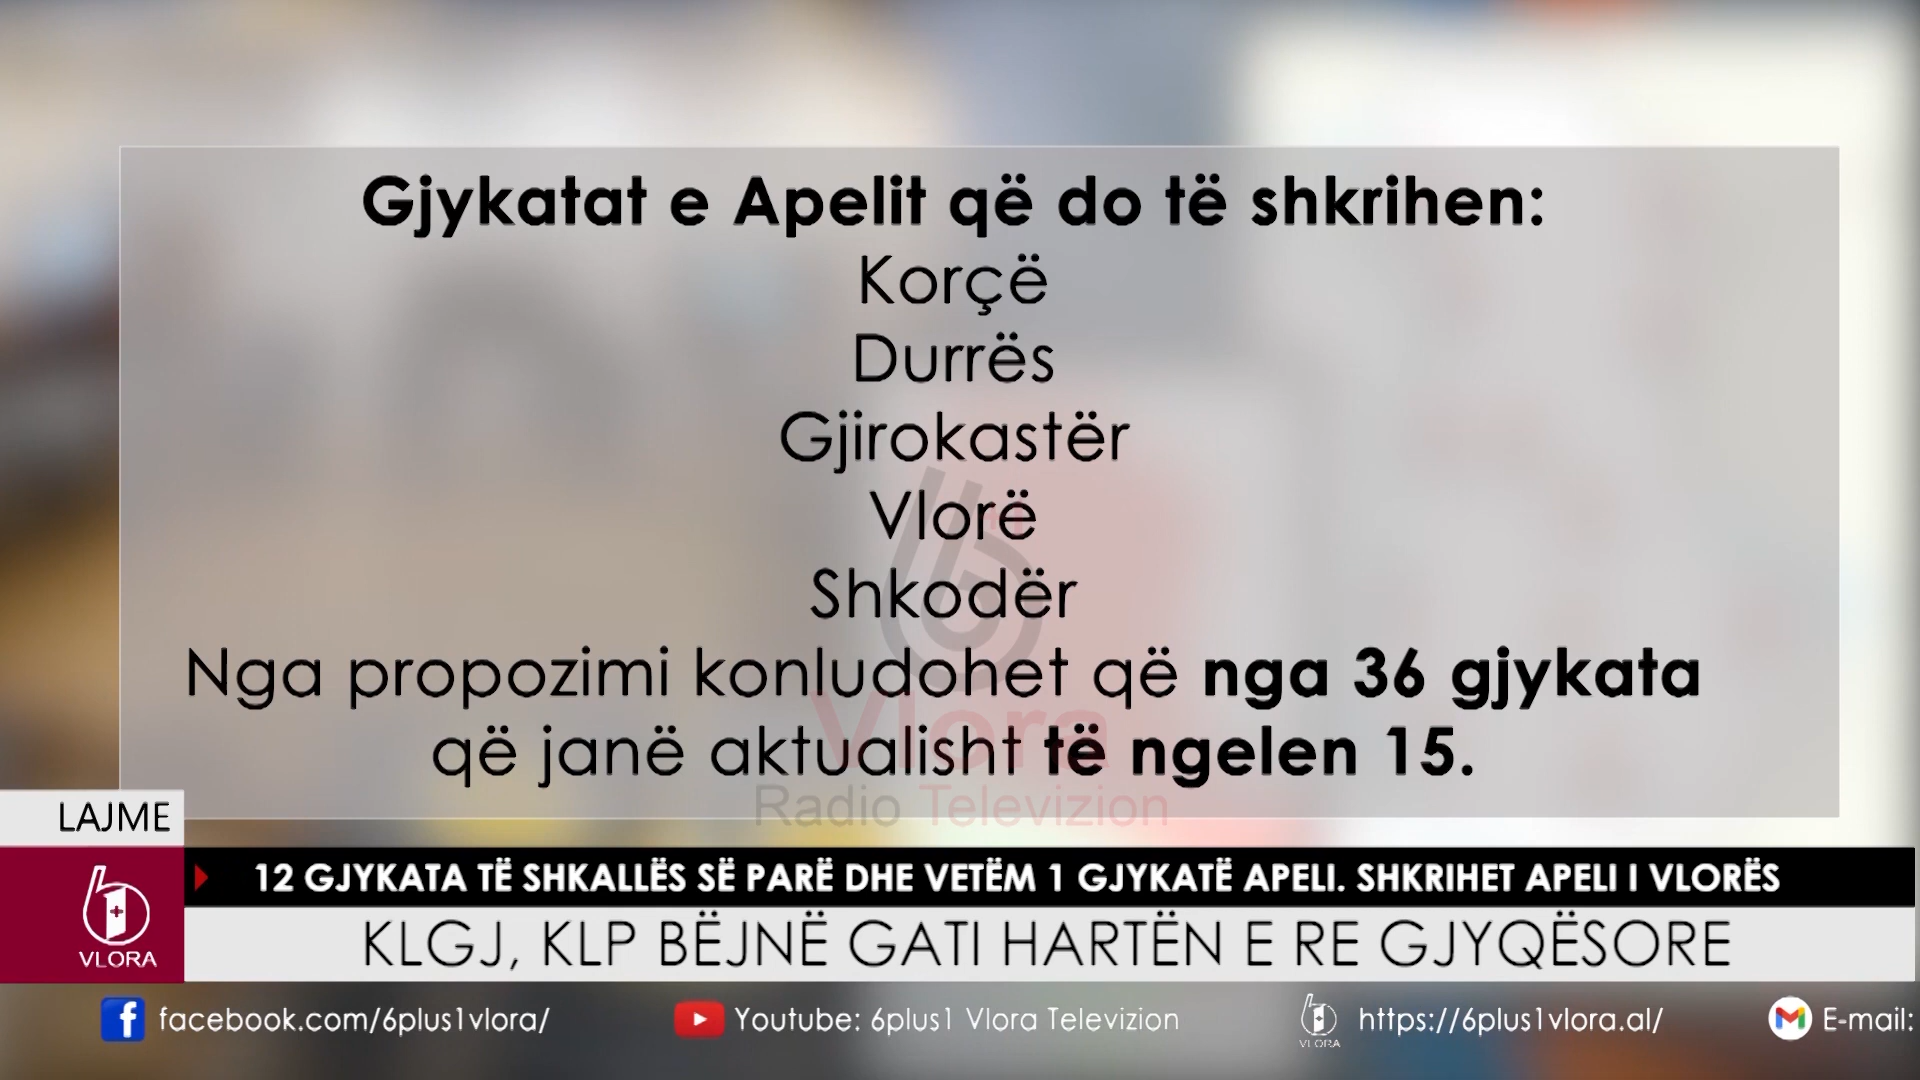 Gjykatat e Apelit që do të shkrihen:
Korçë
Durrës
Gjirokastër
Vlorë
Shkodër
Nga propozimi konludohet që nga 36 gjykata
që janë aktualisht të ngelen 15.
Vlora
Radio Televizion
LAJME
12 GJYKATA TË SHKALLËS SË PARË DHE VETËM 1 GJYKATË APELI. SHKRIHET APELI I VLORËS
KLGJ, KLP BËJNË GATI HARTËN E RE GJYQËSORE
VLORA
facebook.com/6plus1vlora/
Youtube: 6plus1 Vlora Televizion
VLORA
https://6plus1vlora.al/
E-mail: